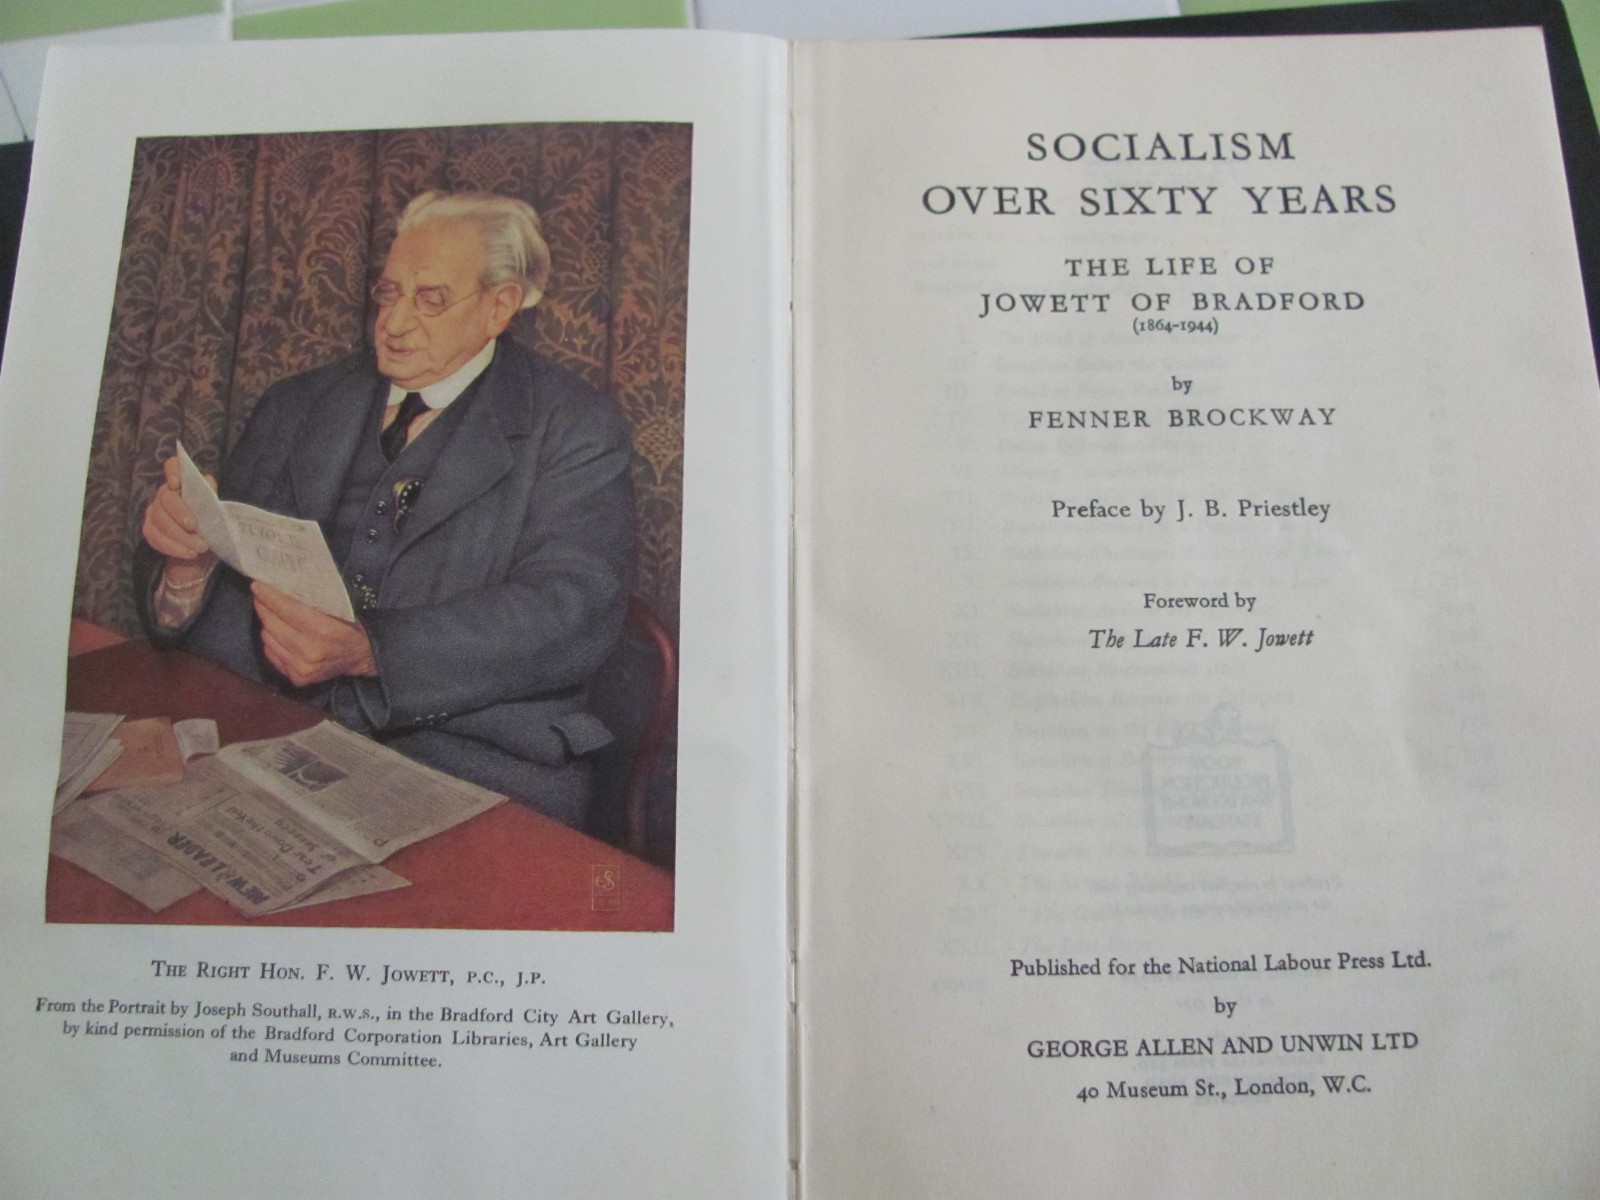 NEW LEADER
THE RIGHT HON. F. W. JOWETT, P.C., J.P.
From the Portrait by Joseph Southall, R.W.S., in the Bradford City Art Gallery,
by kind permission of the Bradford Corporation Libraries, Art Gallery
and Museums Committee.
SOCIALISM
OVER SIXTY YEARS
THE LIFE OF
JOWETT OF BRADFORD
(1864-1944)
by
FENNER BROCKWAY
Preface by J. B. Priestley
Foreword by
The Late F. W. Jowett
Published for the National Labour Press Ltd.
by
GEORGE ALLEN AND UNWIN LTD
40 Museum St., London, W.C.